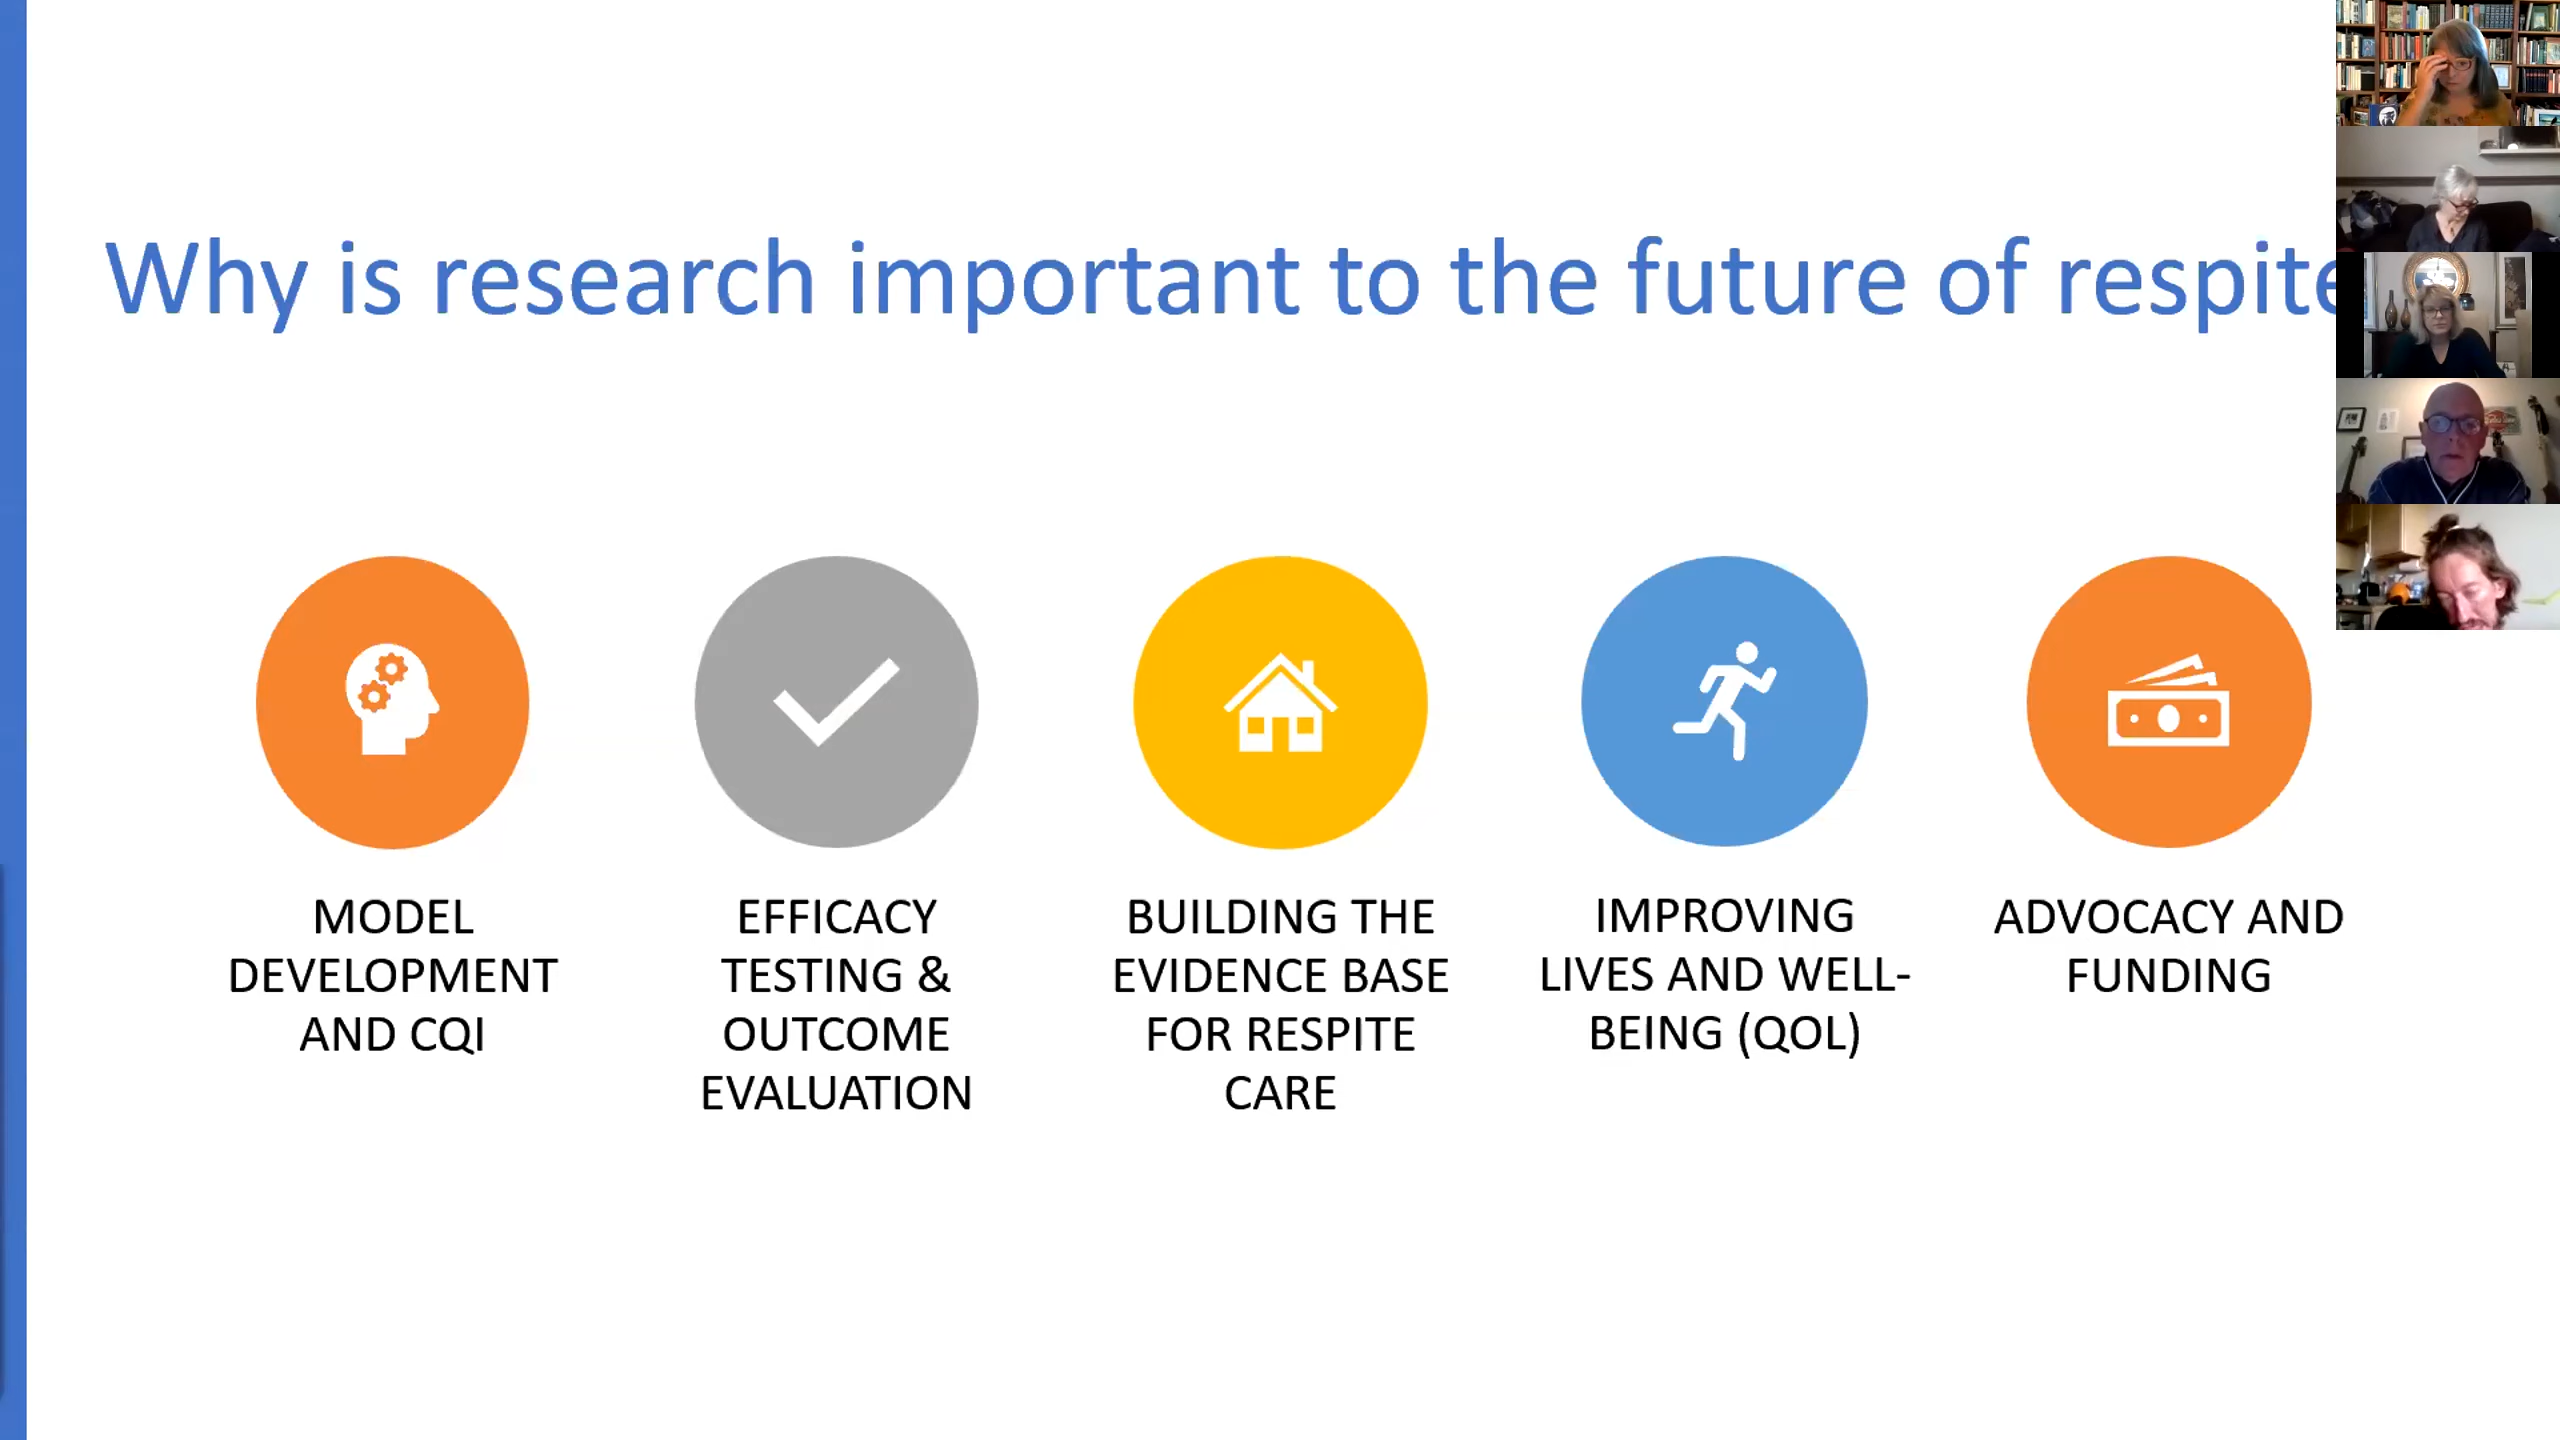 Why is research important to the future of respite
MODEL
DEVELOPMENT
AND CQI
EFFICACY
TESTING &
OUTCOME
EVALUATION
BUILDING THE
EVIDENCE BASE
FOR RESPITE
CARE
IMPROVING
LIVES AND WELL-
BEING (QOL)
ADVOCACY AND
FUNDING